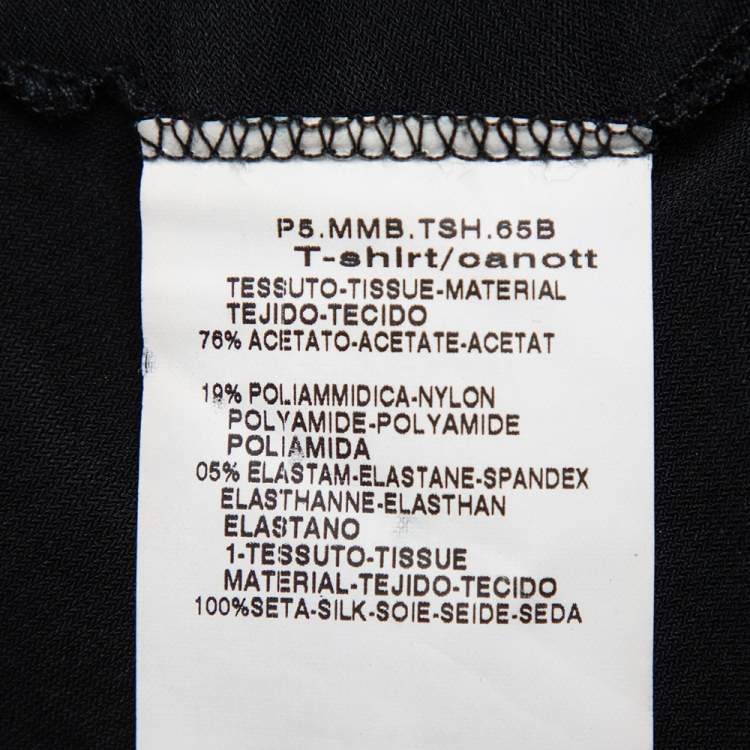 P5.MMB.TSH.65B
T-shirt/canott
TESSUTO-TISSUE-MATERIAL
TEJIDO-TECIDO
76% ACETATO-ACETATE-ACETAT
19% POLIAMMIDICA-NYLON
POLYAMIDE-POLYAMIDE
POLIAMIDA
05% ELASTAM-ELASTANE-SPANDEX
ELASTHANNE-ELASTHAN
ELASTANO
1-TESSUTO-TISSUE
MATERIAL-TEJIDO-TECIDO
100%SETA-SILK-SOIE-SEIDE-SEDA